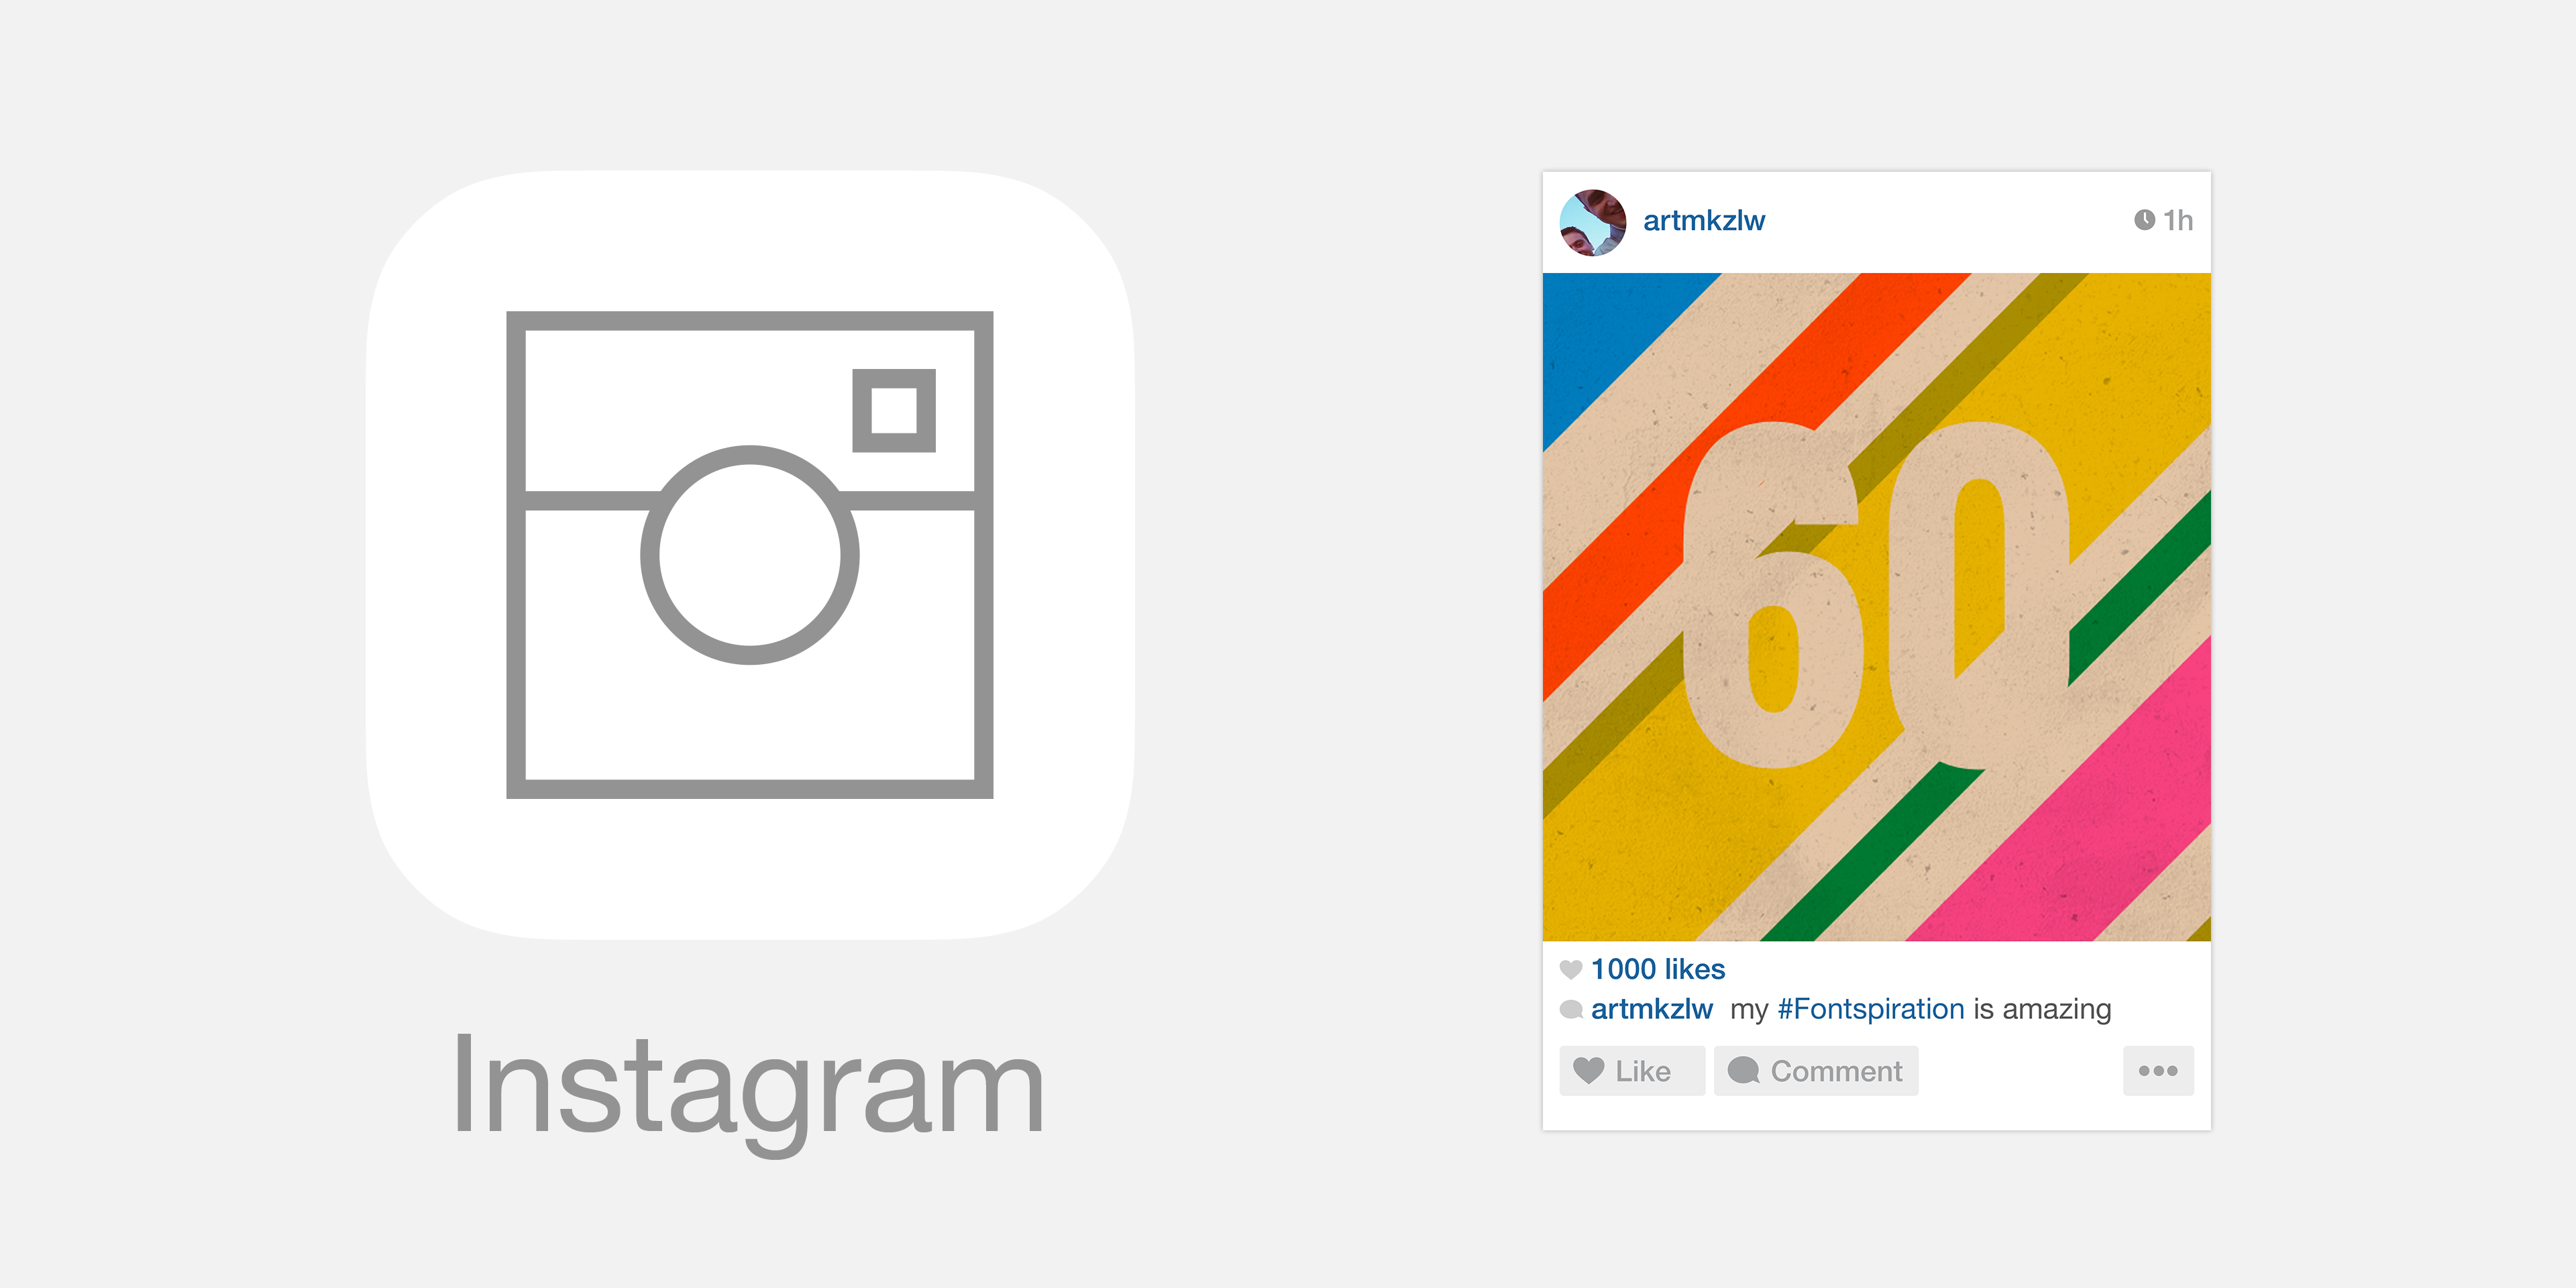 Instagram
artmkzlw
1h
60
1000 likes
artmkzlw my #Fontspiration is amazing
Like
Comment